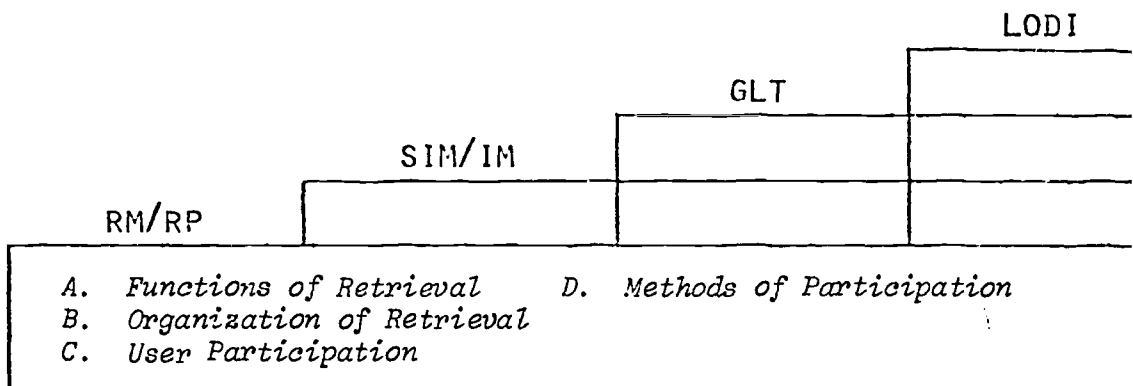 LODI
GLT
SIM/IM
RM/RP
A. Functions of Retrieval D. Methods of Participation
B. Organization of Retrieval
C. User Participation